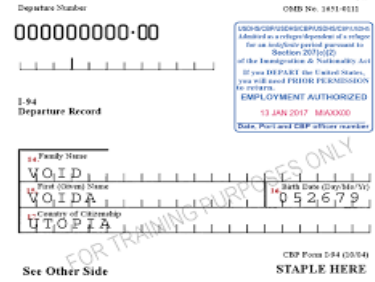 Departure Number
OMB No. 1651-0111
000000000-00
USDHS/CBP/USDHS/CBP/USDHS/CBP
Admitted as a refugee/dependent of a refugee
for an indefinite period pursuant to
Section 207(c)(2)
of the Immigration & Nationality Act
If you DEPART the United States,
you will need PRIOR PERMISSION
to return.
EMPLOYMENT AUTHORIZED
13 JAN 2017 MIAXX00
Date, Port and CBP officer number
I-94
Departure Record
14. Family Name
VOID
15. First (Given) Name
16. Birth Date (Day/Mo/Yr)
VOIDA
052679
17. Country of Citizenship
UTOPIA
FOR TRAINING PURPOSES ONLY
CBP Form I-94 (10/04)
See Other Side
STAPLE HERE